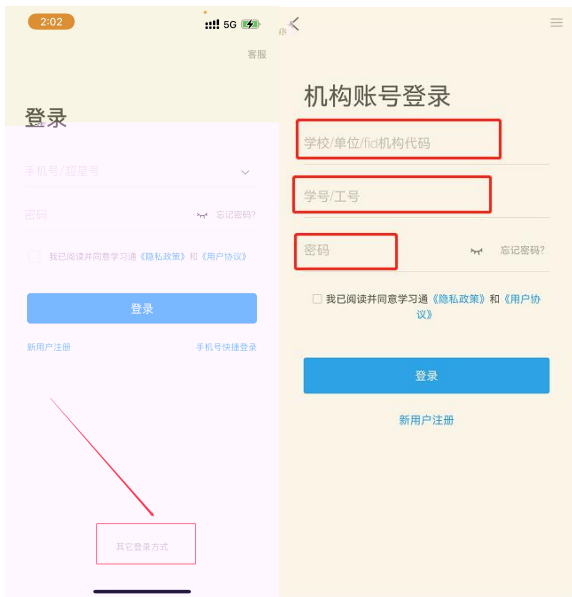 2:02
5G
客服
登录
手机号/超星号
密码
忘记密码?
我已阅读并同意学习通《隐私政策》和《用户协议》
登录
新用户注册
手机号快捷登录
其它登录方式
机构账号登录
学校/单位/fid机构代码
学号/工号
密码
忘记密码?
我已阅读并同意学习通《隐私政策》和《用户协
议》
登录
新用户注册